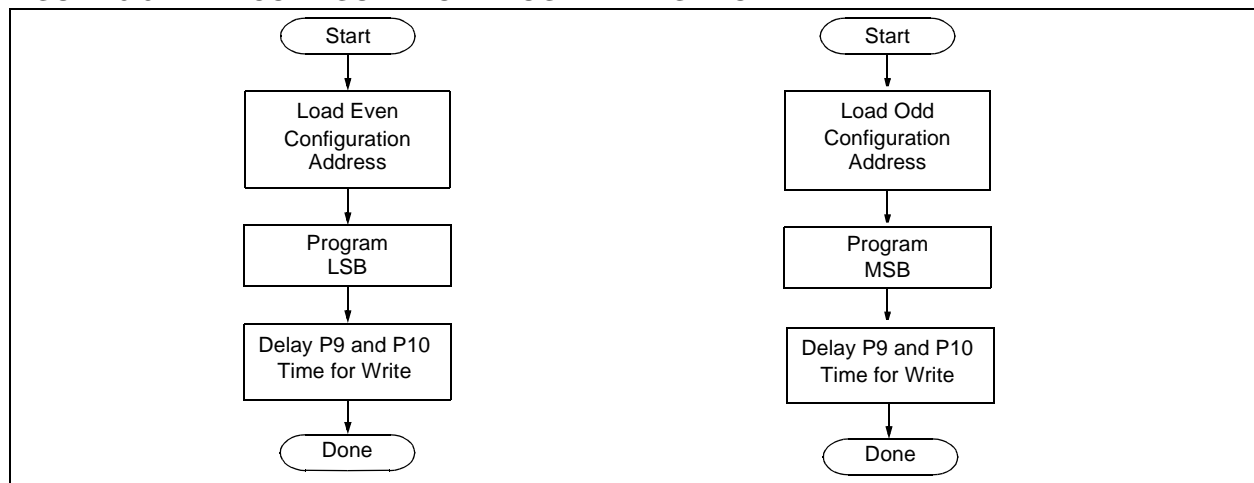 Start
Load Even
Configuration
Address
Program
LSB
Delay P9 and P10
Time for Write
Done
Start
Load Odd
Configuration
Address
Program
MSB
Delay P9 and P10
Time for Write
Done